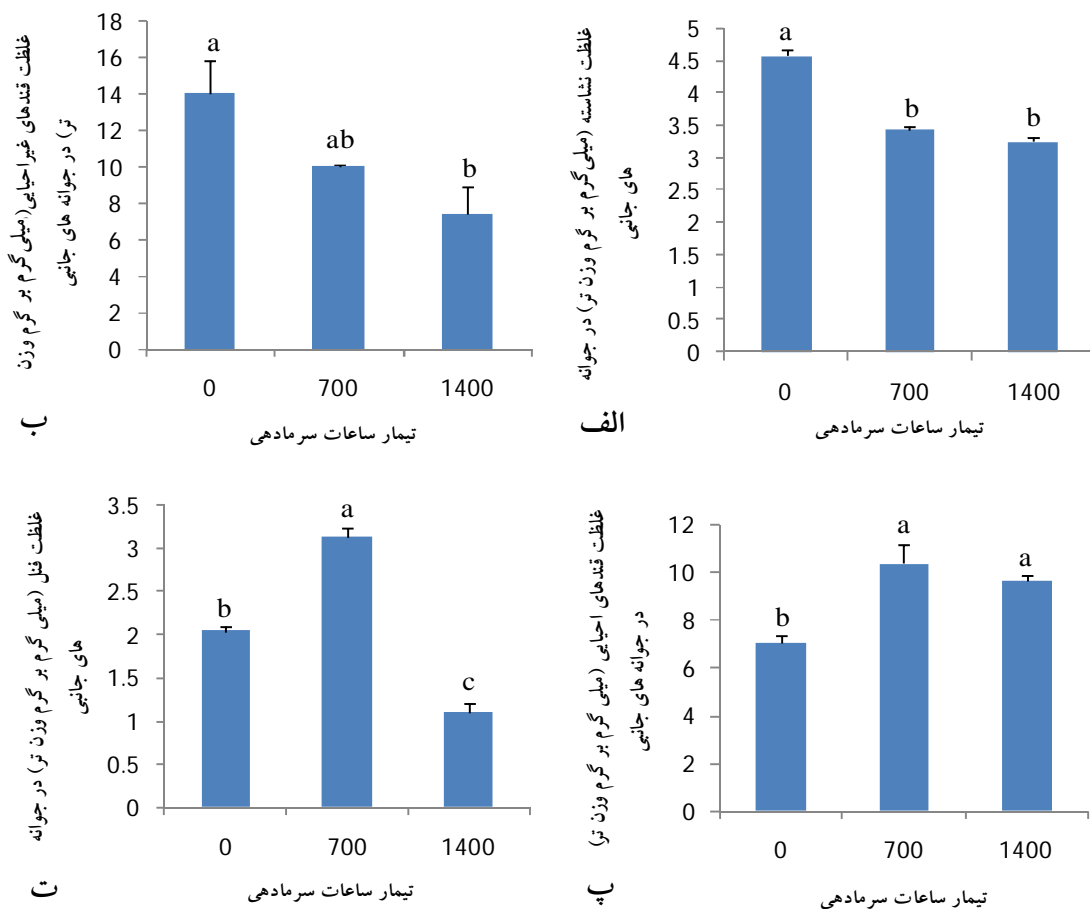 غلظت نشاسته (میلی گرم بر گرم وزن تر) در جوانه
های جانبی
5
4.5
4
3.5
3
2.5
2
1.5
1
0.5
0
a
b
b
0 700 1400
تیمار ساعات سرمادهی
الف
غلظت قندهای غیراحیایی(میلی گرم بر گرم وزن
تر) در جوانه های جانبی
18
16
14
12
10
8
6
4
2
0
a
ab
b
0 700 1400
تیمار ساعات سرمادهی
ب
غلظت قندهای احیایی (میلی گرم بر گرم وزن تر)
در جوانه های جانبی
12
10
8
6
4
2
0
b
a
a
0 700 1400
تیمار ساعات سرمادهی
پ
غلظت فنل (میلی گرم بر گرم وزن تر) در جوانه
های جانبی
3.5
3
2.5
2
1.5
1
0.5
0
b
a
c
0 700 1400
تیمار ساعات سرمادهی
ت